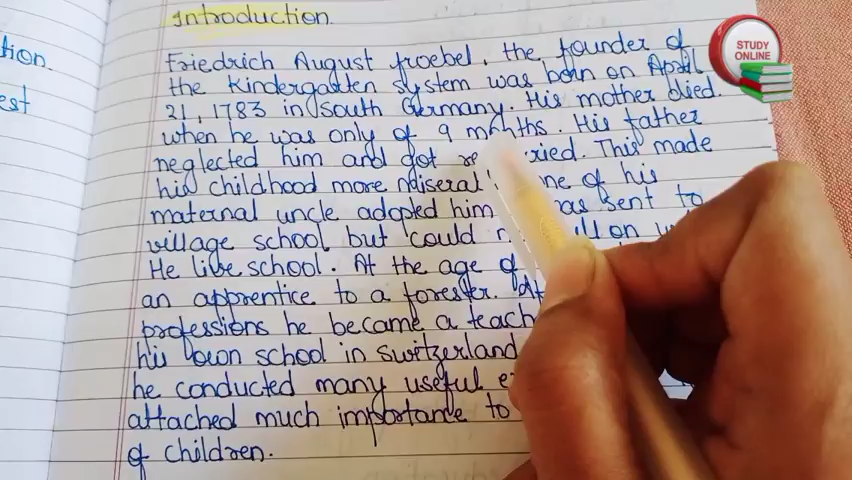 Introduction
tion
est
Friedrich August froebel, the founder of
the Kindergarten system was born on April
21, 1783 in South Germany. His mother died.
when he was only of 9 months. His father
neglected him and got re ried. This made
his childhood more miseral ne of his
maternal uncle adopted him as sent to
village school but could n ll on
He live school. At the age of
an apprentice to a forester.
professions he became a teach
his own school in Switzerland
he conducted many useful e
attached much importance to
of children.
STUDY
ONLINE